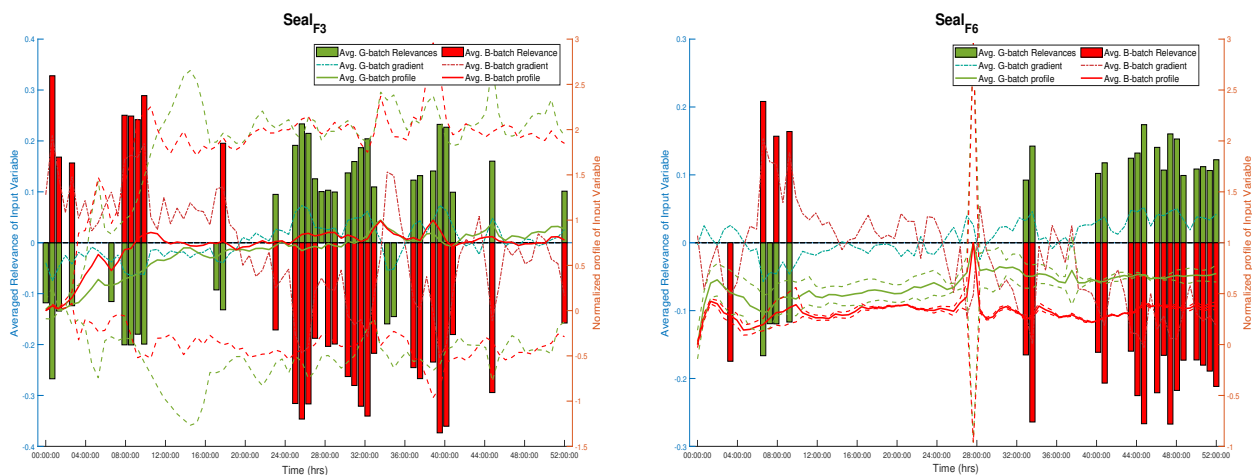 Seal_F3
Avg. G-batch Relevances
Avg. B-batch Relevance
Avg. G-batch gradient
Avg. B-batch gradient
Avg. G-batch profile
Avg. B-batch profile
Averaged Relevance of Input Variable
0.4
0.3
0.2
0.1
0
-0.1
-0.2
-0.3
-0.4
Normalized profile of Input Variable
3
2.5
2
1.5
1
0.5
0
-0.5
-1
-1.5
00:00:00 04:00:00 08:00:00 12:00:00 16:00:00 20:00:00 24:00:00 28:00:00 32:00:00 36:00:00 40:00:00 44:00:00 48:00:00 52:00:00
Time (hrs)
Seal_F6
Avg. G-batch Relevances
Avg. B-batch Relevance
Avg. G-batch gradient
Avg. B-batch gradient
Avg. G-batch profile
Avg. B-batch profile
Averaged Relevance of Input Variable
0.3
0.2
0.1
0
-0.1
-0.2
-0.3
Normalized profile of Input Variable
3
2.5
2
1.5
1
0.5
0
-0.5
-1
00:00:00 04:00:00 08:00:00 12:00:00 16:00:00 20:00:00 24:00:00 28:00:00 32:00:00 36:00:00 40:00:00 44:00:00 48:00:00 52:00:00
Time (hrs)